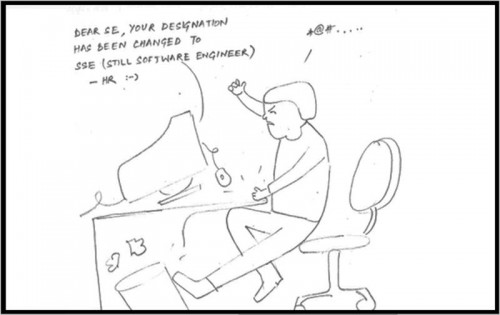 DEAR SE, YOUR DESIGNATION
HAS BEEN CHANGED TO
SSE (STILL SOFTWARE ENGINEER)
- HR :-)
*@#.....